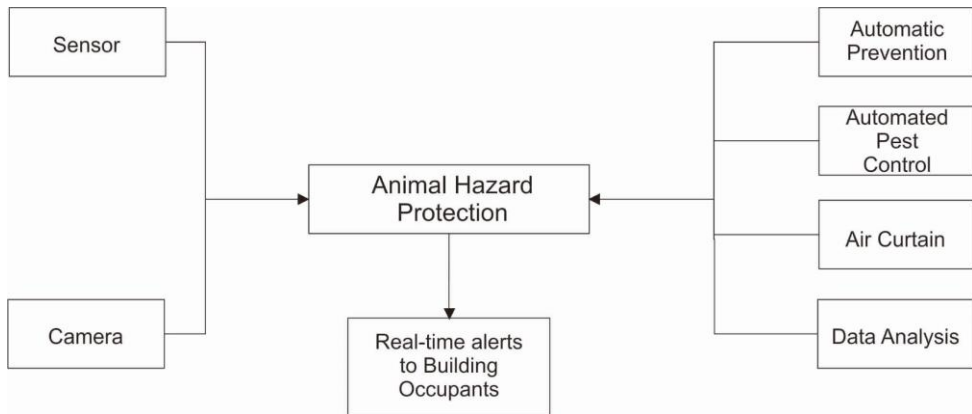 Sensor
Camera
Animal Hazard
Protection
Real-time alerts
to Building
Occupants
Automatic
Prevention
Automated
Pest
Control
Air Curtain
Data Analysis